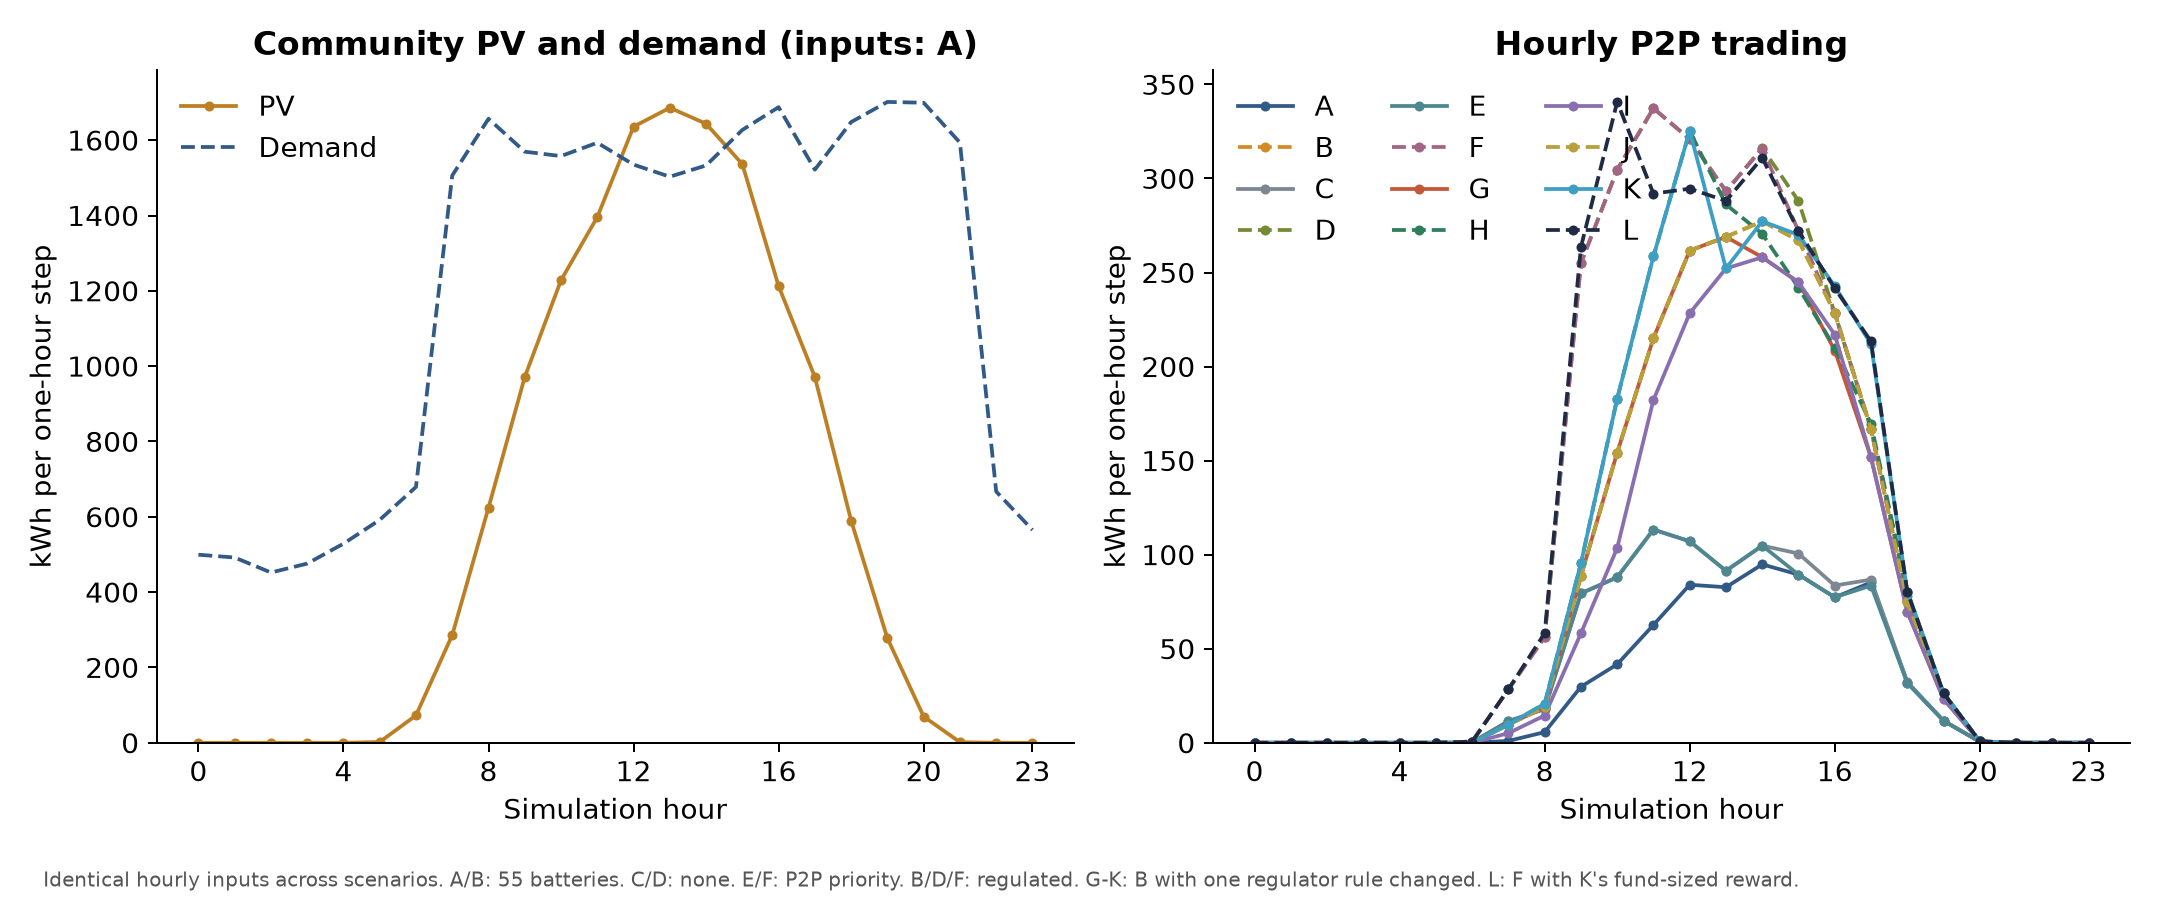 Community PV and demand (inputs: A)
PV
Demand
kWh per one-hour step
1600
1400
1200
1000
800
600
400
200
0
0 4 8 12 16 20 23
Simulation hour
Hourly P2P trading
A E I
B F J
C G K
D H L
kWh per one-hour step
350
300
250
200
150
100
50
0
0 4 8 12 16 20 23
Simulation hour
Identical hourly inputs across scenarios. A/B: 55 batteries. C/D: none. E/F: P2P priority. B/D/F: regulated. G-K: B with one regulator rule changed. L: F with K's fund-sized reward.